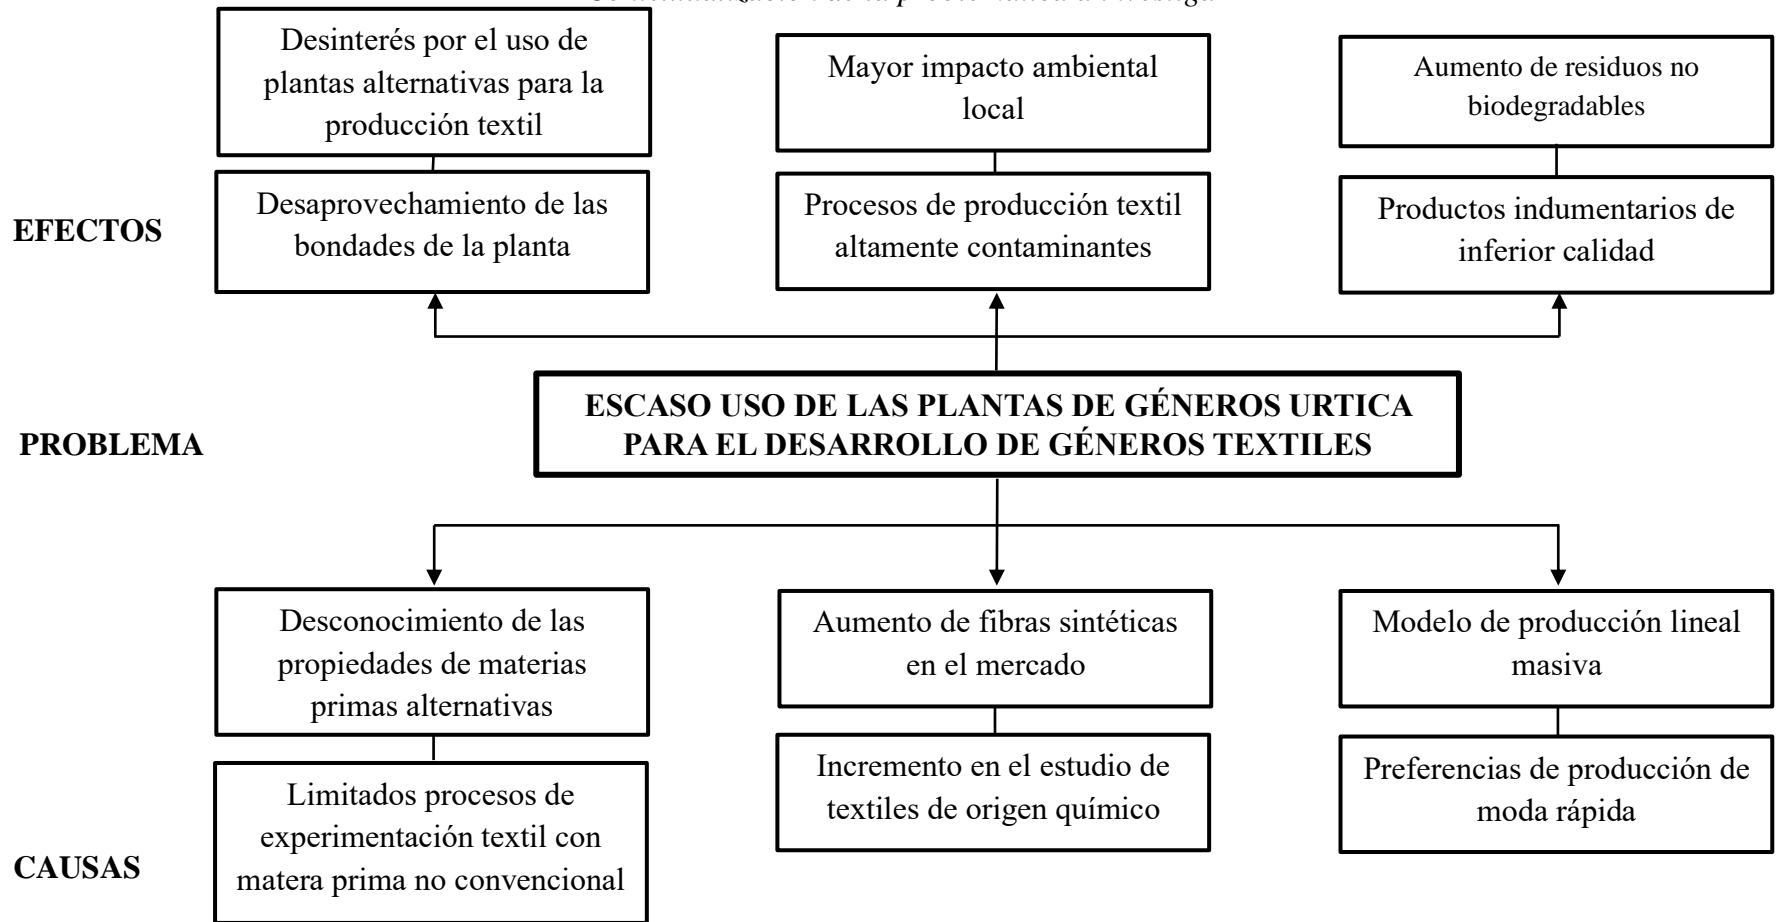 Desinterés por el uso de
plantas alternativas para la
producción textil
Mayor impacto ambiental
local
Aumento de residuos no
biodegradables
EFECTOS
Desaprovechamiento de las
bondades de la planta
Procesos de producción textil
altamente contaminantes
Productos indumentarios de
inferior calidad
PROBLEMA
ESCASO USO DE LAS PLANTAS DE GÉNEROS URTICA
PARA EL DESARROLLO DE GÉNEROS TEXTILES
Desconocimiento de las
propiedades de materias
primas alternativas
Aumento de fibras sintéticas
en el mercado
Modelo de producción lineal
masiva
CAUSAS
Limitados procesos de
experimentación textil con
matera prima no convencional
Incremento en el estudio de
textiles de origen químico
Preferencias de producción de
moda rápida